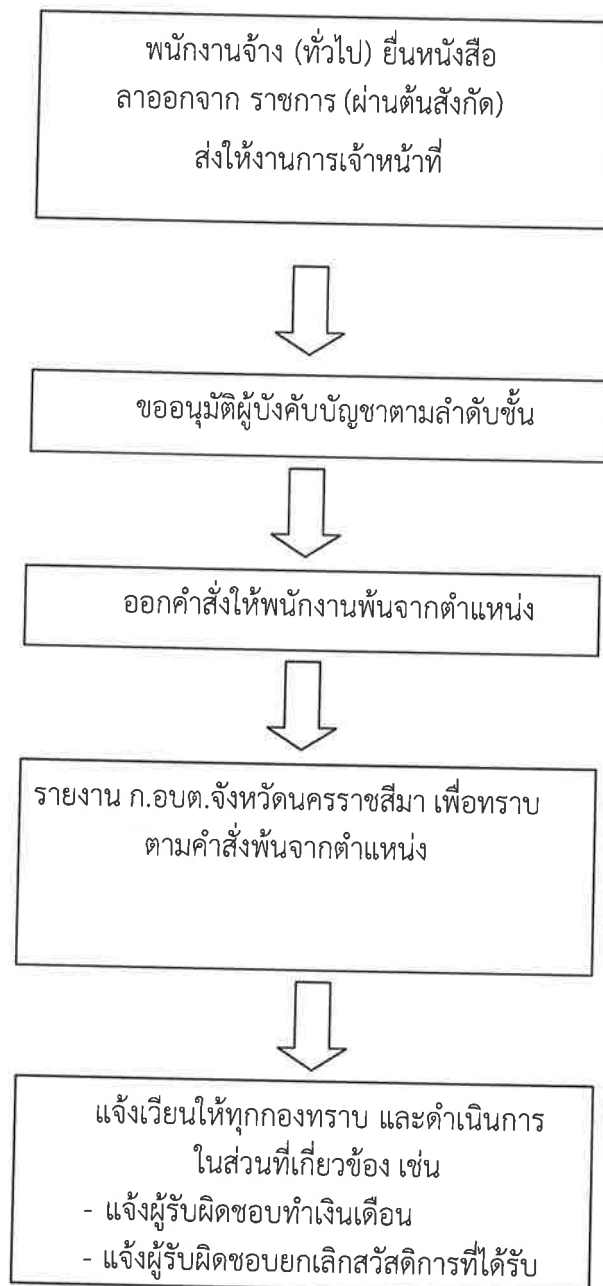 พนักงานจ้าง (ทั่วไป) ยื่นหนังสือ
ลาออกจาก ราชการ (ผ่านต้นสังกัด)
ส่งให้งานการเจ้าหน้าที่
ขออนุมัติผู้บังคับบัญชาตามลำดับชั้น
ออกคำสั่งให้พนักงานพ้นจากตำแหน่ง
รายงาน ก.อบต.จังหวัดนครราชสีมา เพื่อทราบ
ตามคำสั่งพ้นจากตำแหน่ง
แจ้งเวียนให้ทุกกองทราบ และดำเนินการ
ในส่วนที่เกี่ยวข้อง เช่น
- แจ้งผู้รับผิดชอบทำเงินเดือน
- แจ้งผู้รับผิดชอบยกเลิกสวัสดิการที่ได้รับ